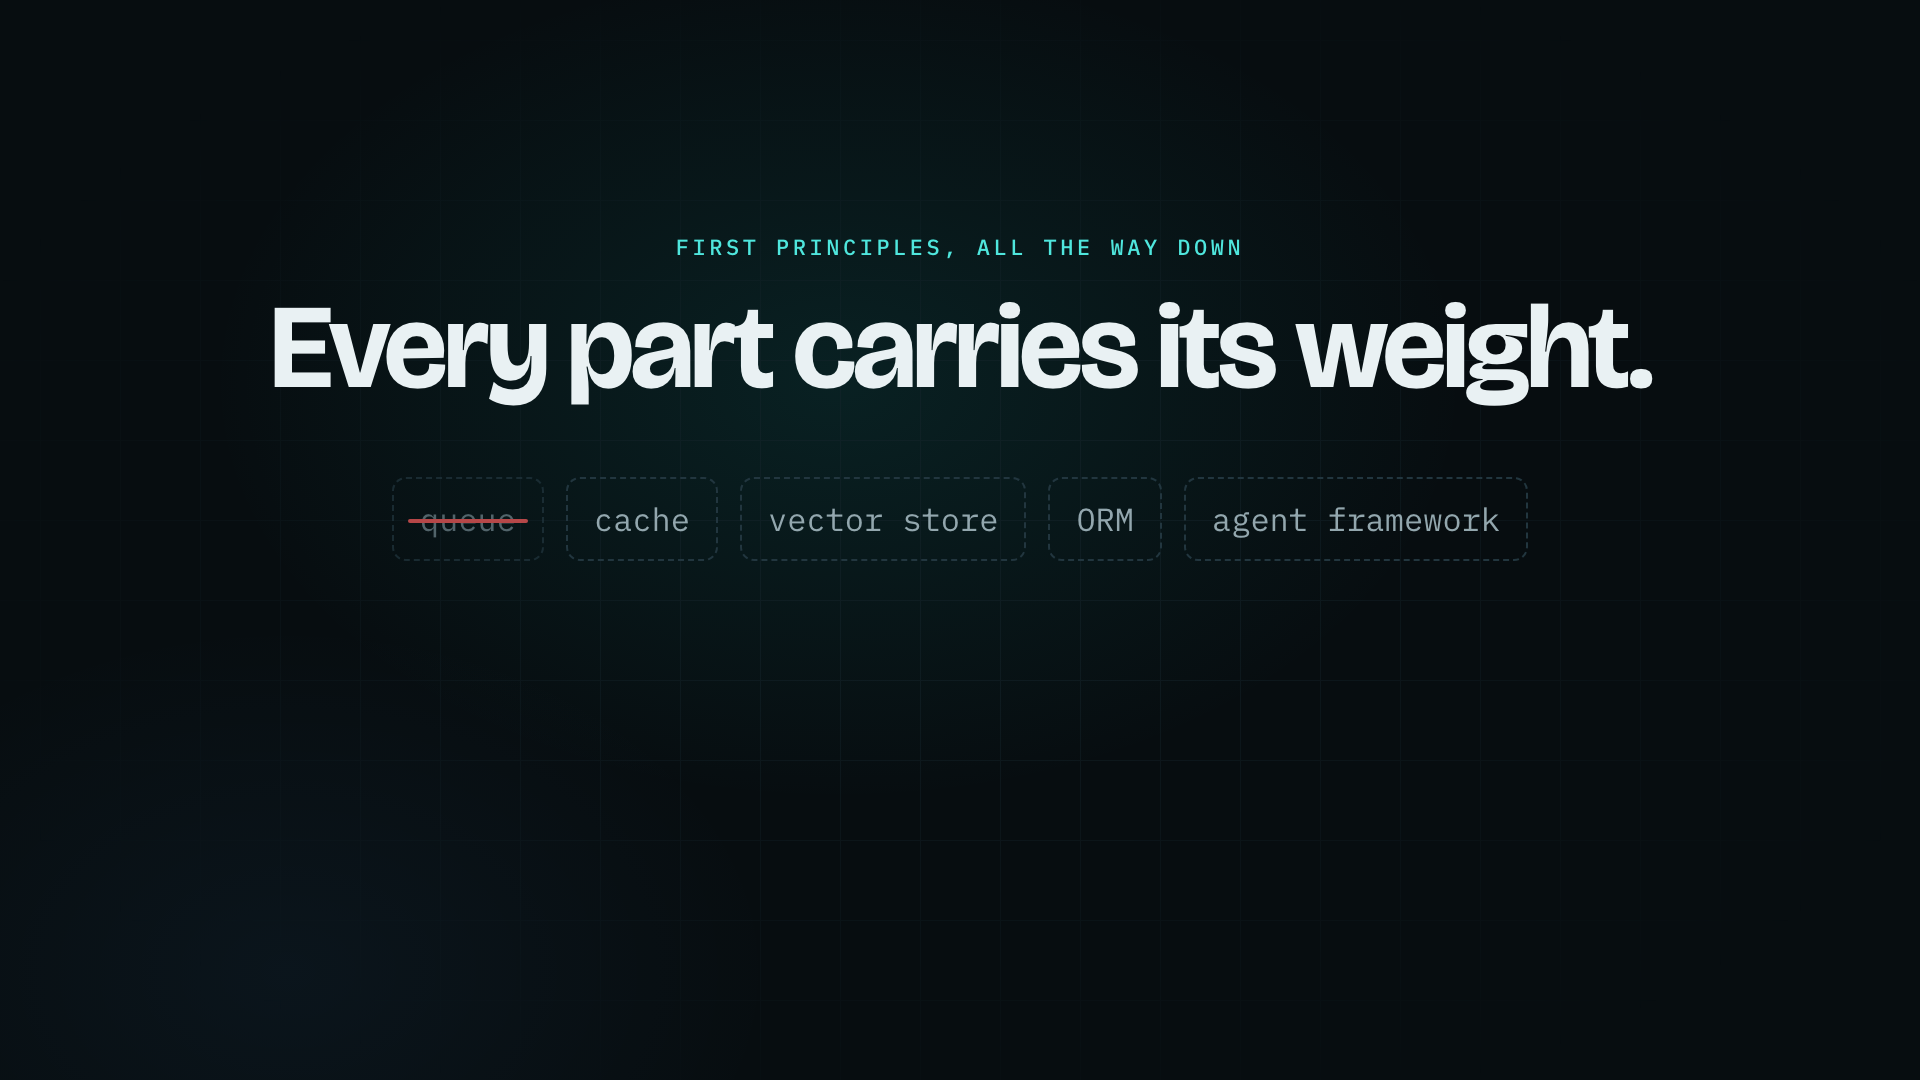 FIRST PRINCIPLES, ALL THE WAY DOWN
Every part carries its weight.
queue cache vector store ORM agent framework